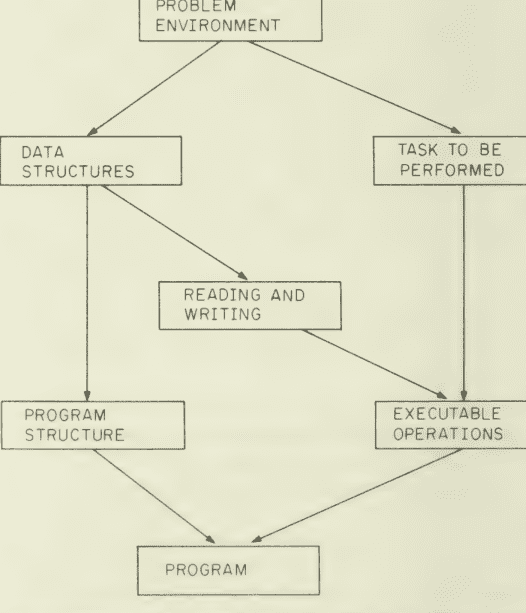 PROBLEM
ENVIRONMENT
DATA
STRUCTURES
TASK TO BE
PERFORMED
READING AND
WRITING
PROGRAM
STRUCTURE
EXECUTABLE
OPERATIONS
PROGRAM